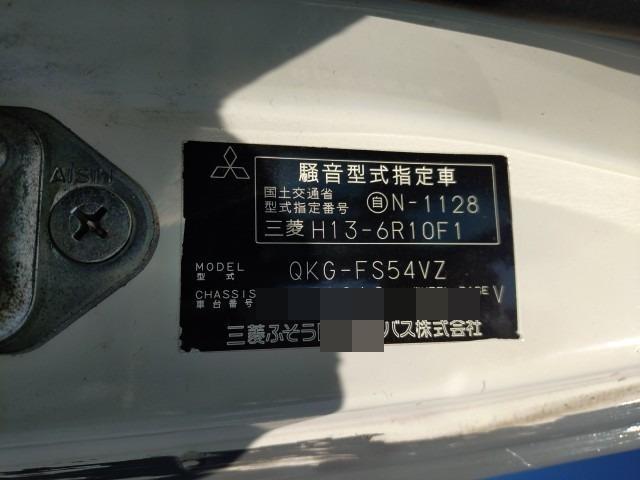 AISIN
騒音型式指定車
国土交通省
型式指定番号 自N-1128
三菱 H13-6R10F1
MODEL
型式 QKG-FS54VZ
CHASSIS V
車台番号
三菱ふそう バス株式会社